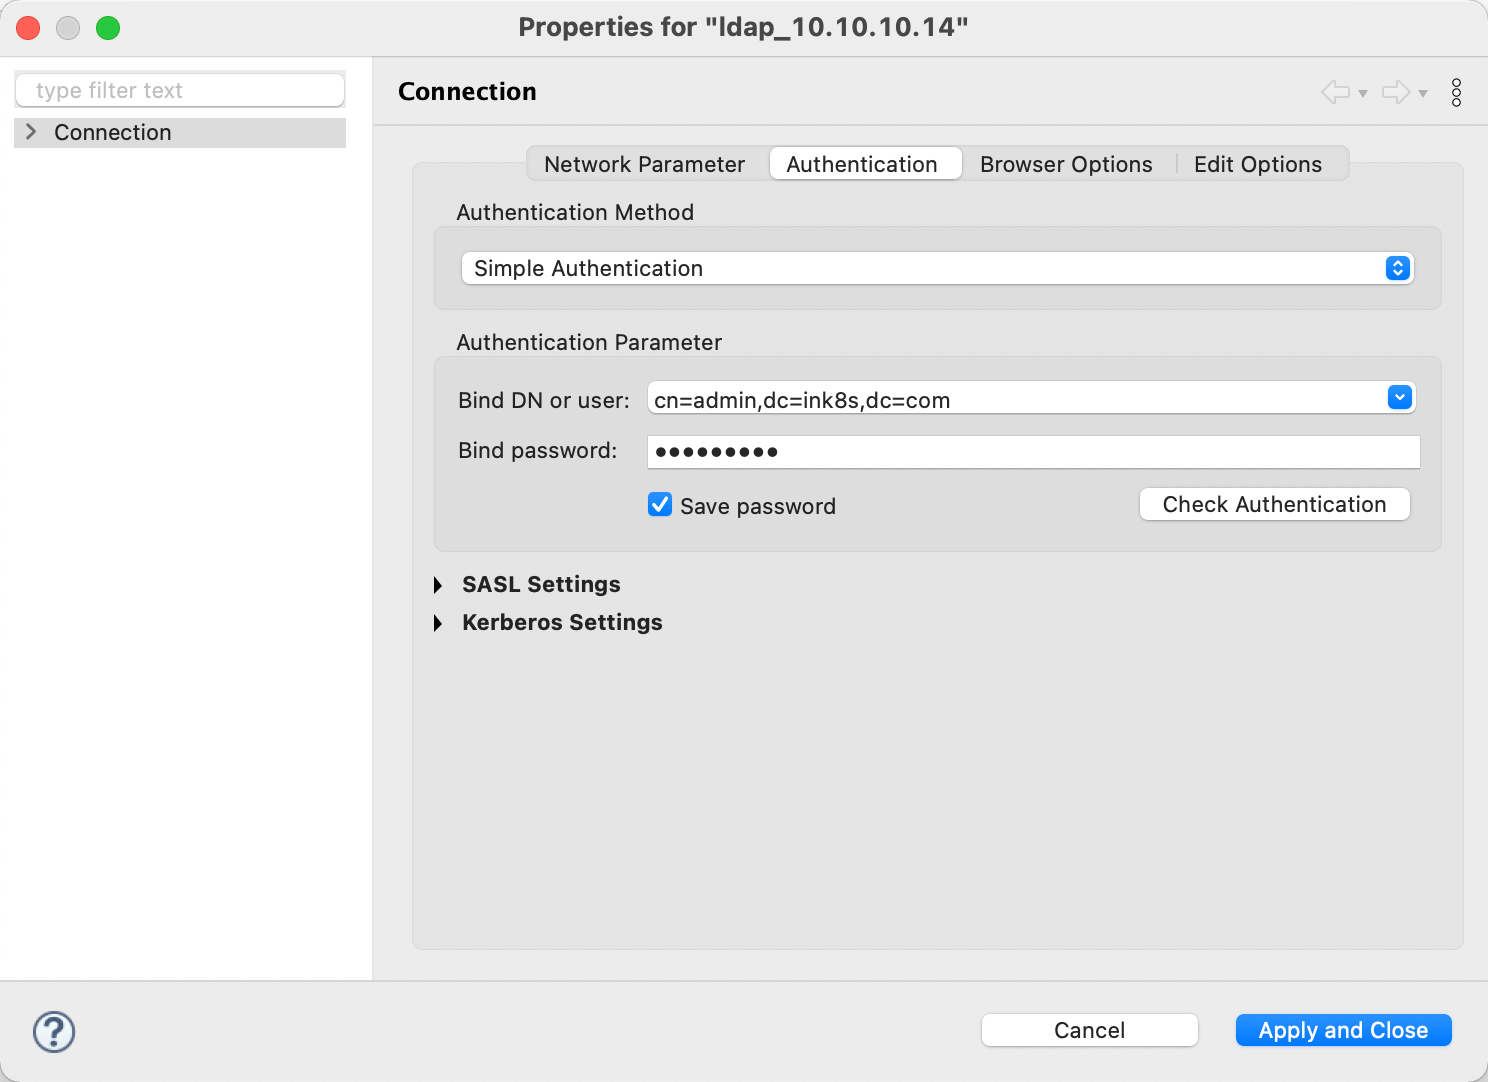 Properties for "ldap_10.10.10.14"
type filter text
Connection
Connection
Network Parameter Authentication Browser Options Edit Options
Authentication Method
Simple Authentication
Authentication Parameter
Bind DN or user: cn=admin,dc=ink8s,dc=com
Bind password: ●●●●●●●●●
Save password Check Authentication
SASL Settings
Kerberos Settings
? Cancel Apply and Close